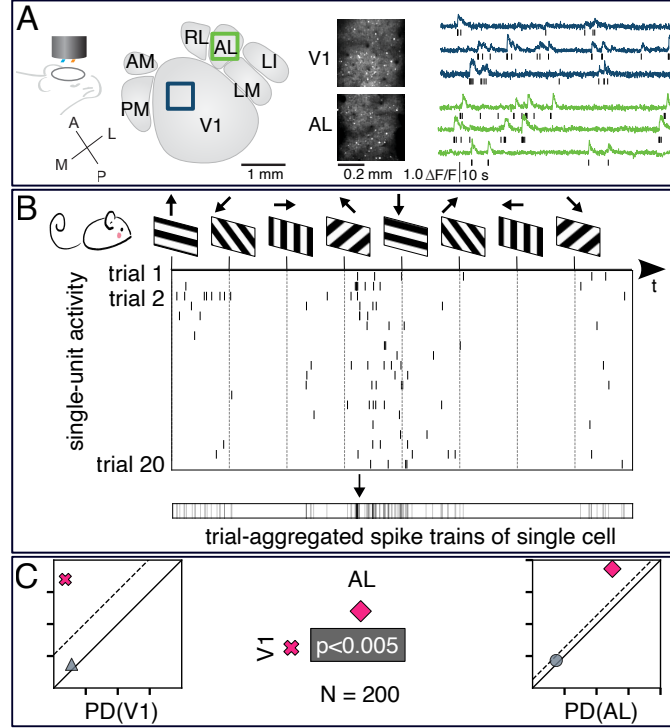 A
RL
AL
AM
LI
LM
PM
V1
A
L
M
P
1 mm
V1
AL
0.2 mm
1.0 ΔF/F
10 s
B
trial 1
trial 2
trial 20
single-unit activity
t
trial-aggregated spike trains of single cell
C
PD(V1)
AL
V1
p<0.005
N = 200
PD(AL)